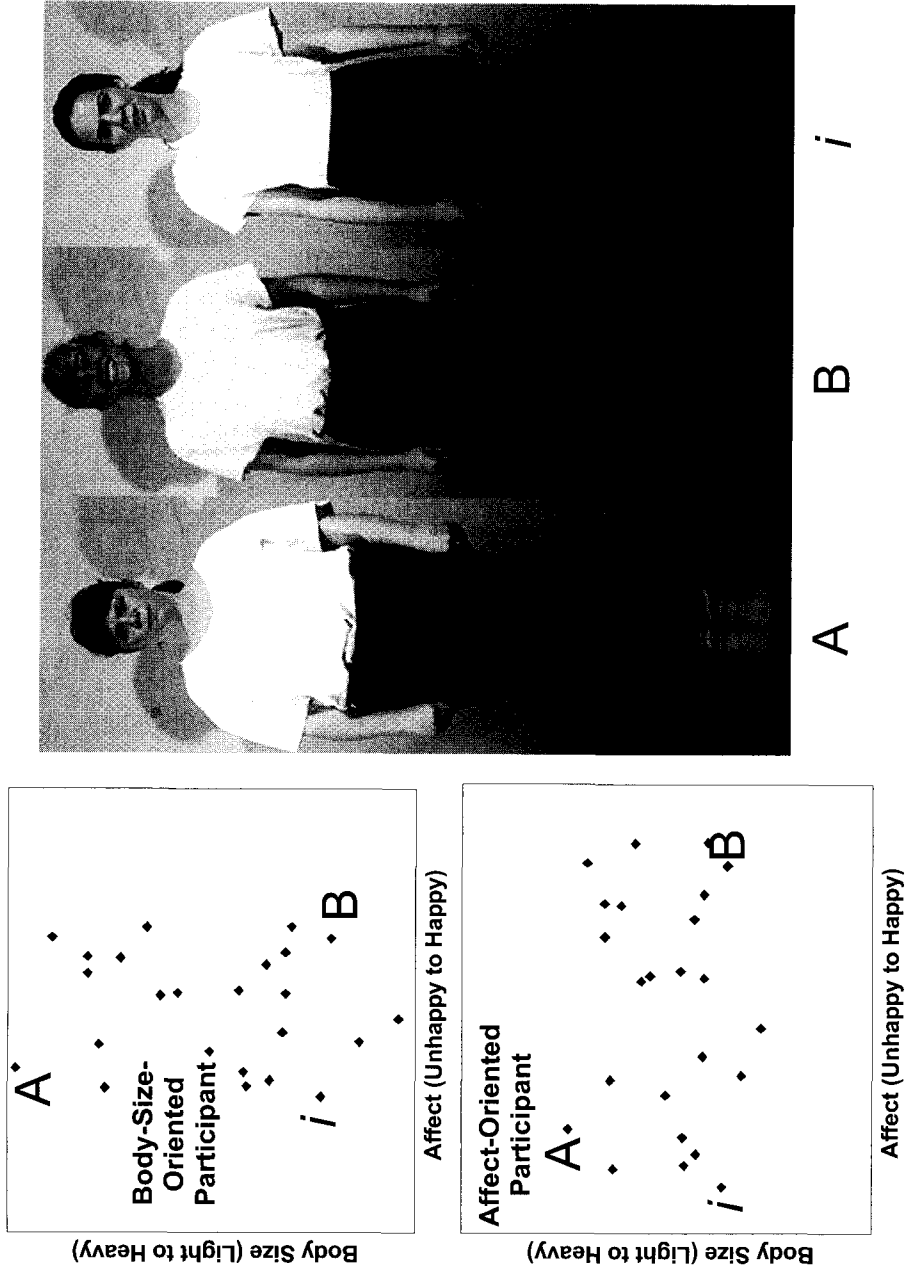 A
Body-Size-
Oriented
Participant
i
B
Body Size (Light to Heavy)
Affect (Unhappy to Happy)
Affect-Oriented
Participant
A
i
B
Body Size (Light to Heavy)
Affect (Unhappy to Happy)
A
B
i